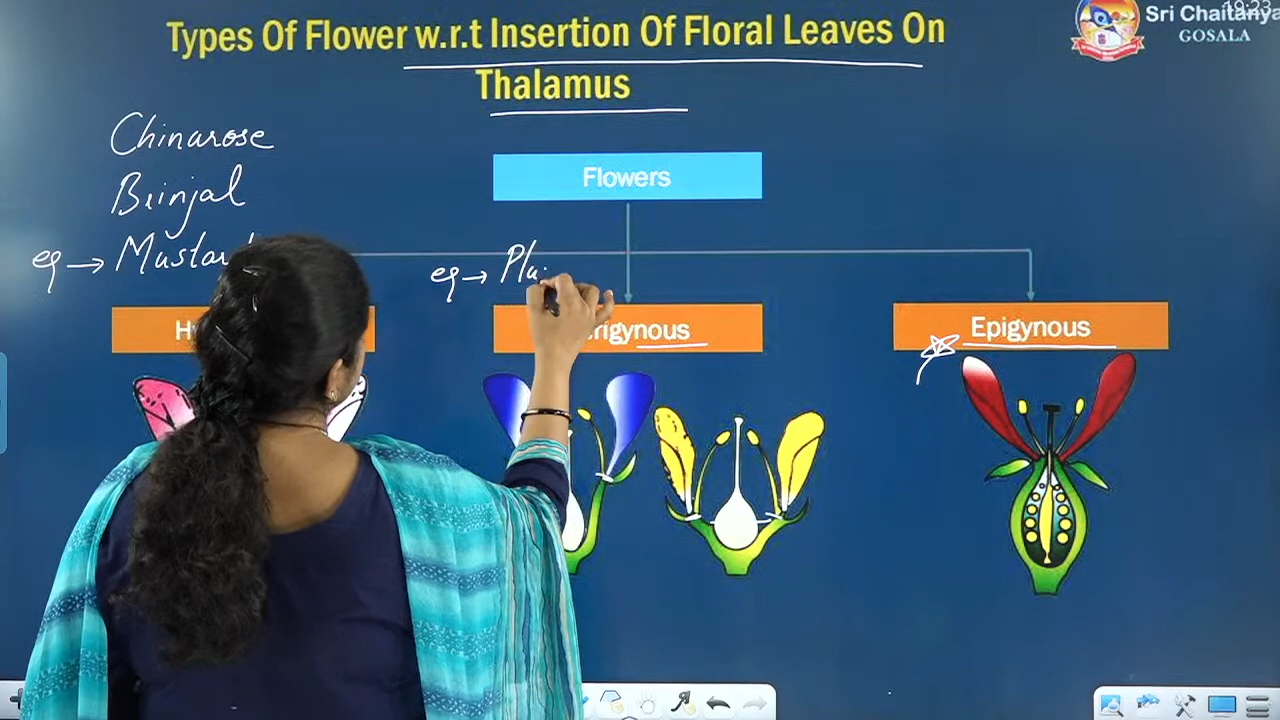 Types Of Flower w.r.t Insertion Of Floral Leaves On
Thalamus
Sri Chaitanya
GOSALA
Chinarose
Brinjal
Flowers
eg → Mustard
eg → Pl
H
rigynous
Epigynous